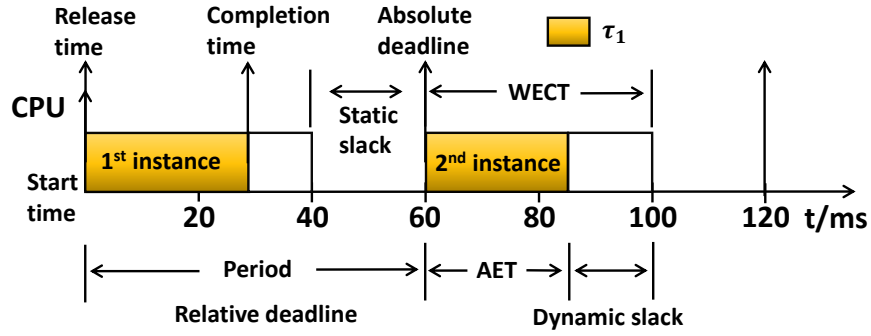 Release time
Completion time
Absolute deadline
τ₁
CPU
WECT
Static slack
1st instance
2nd instance
Start time
20
40
60
80
100
120
t/ms
Period
AET
Relative deadline
Dynamic slack